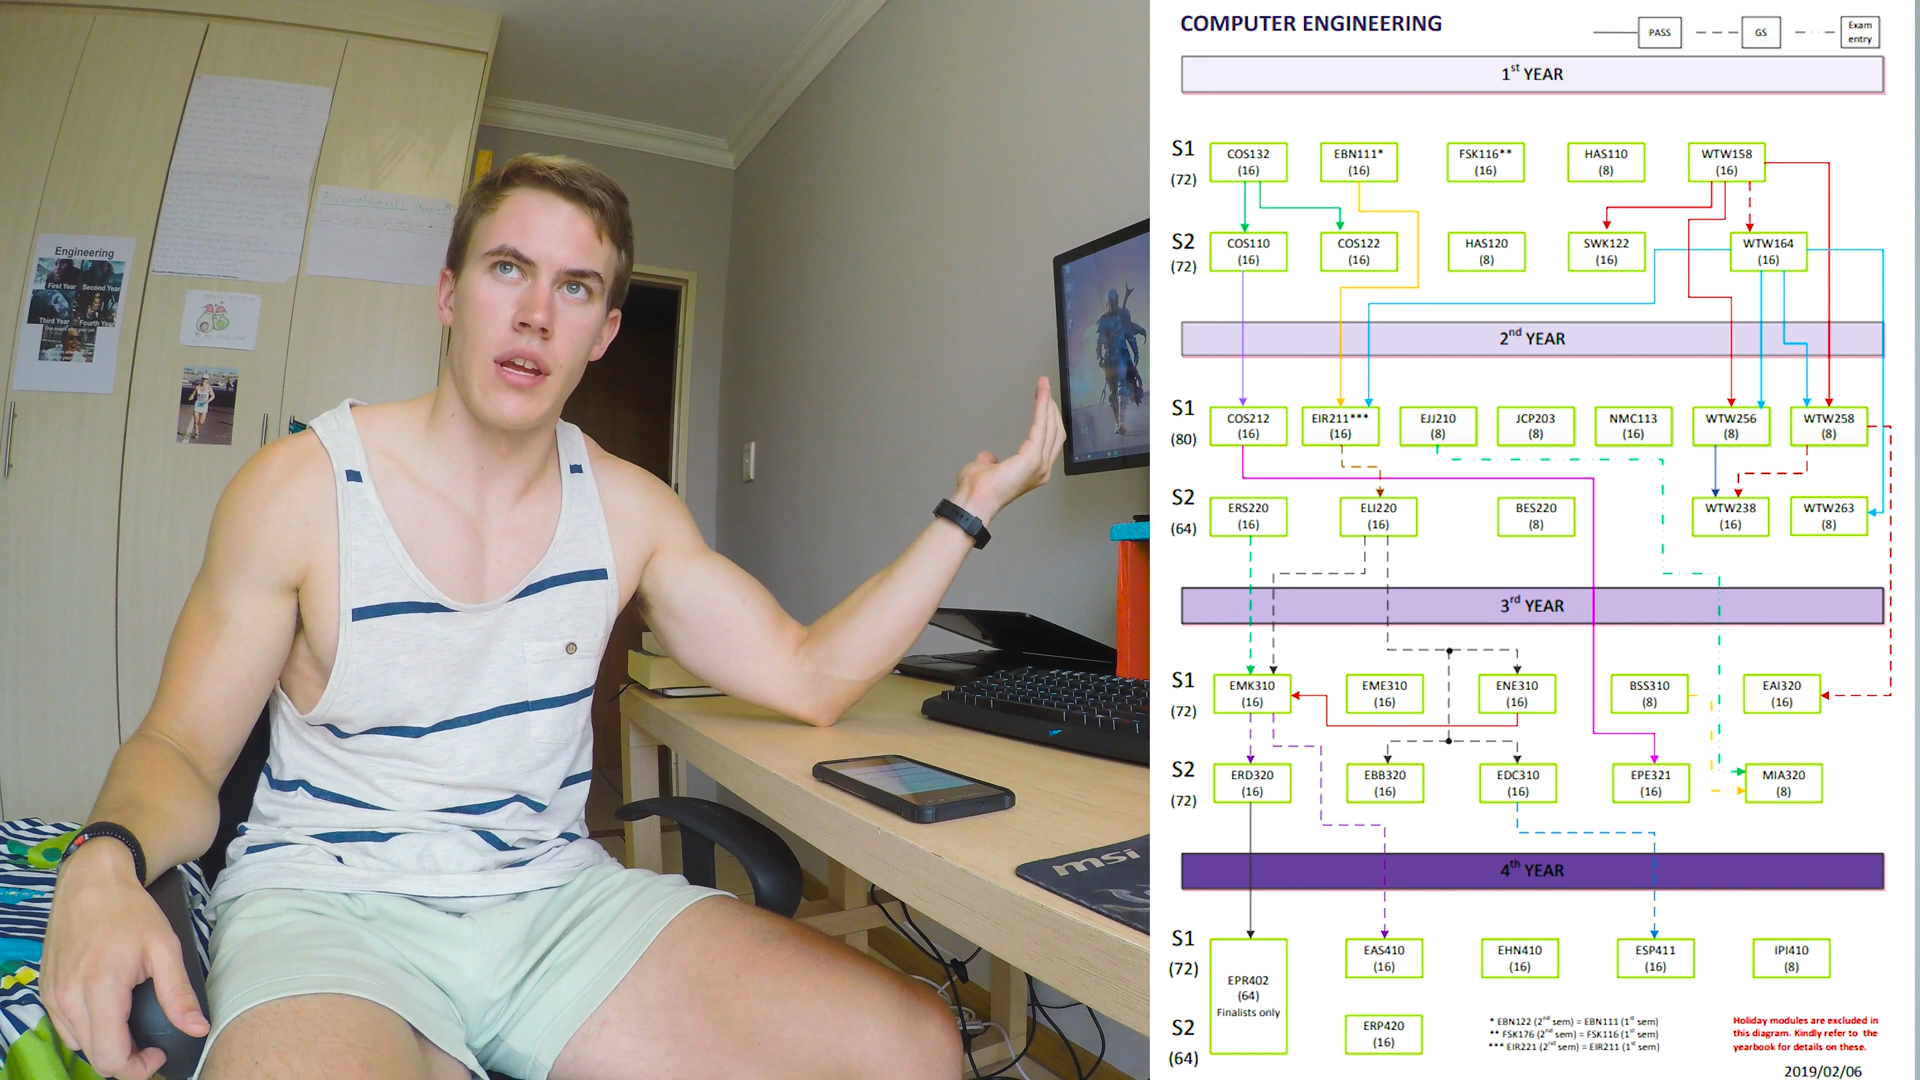 Engineering
First Year
Second Year
Third Year
Fourth Year
msi
COMPUTER ENGINEERING
PASS
GS
Exam
entry
1st YEAR
S1
(72)
COS132
(16)
EBN111*
(16)
FSK116**
(16)
HAS110
(8)
WTW158
(16)
S2
(72)
COS110
(16)
COS122
(16)
HAS120
(8)
SWK122
(16)
WTW164
(16)
2nd YEAR
S1
(80)
COS212
(16)
EIR211***
(16)
EJJ210
(8)
JCP203
(8)
NMC113
(16)
WTW256
(8)
WTW258
(8)
S2
(64)
ERS220
(16)
ELI220
(16)
BES220
(8)
WTW238
(16)
WTW263
(8)
3rd YEAR
S1
(72)
EMK310
(16)
EME310
(16)
ENE310
(16)
BSS310
(8)
EAI320
(16)
S2
(72)
ERD320
(16)
EBB320
(16)
EDC310
(16)
EPE321
(16)
MIA320
(8)
4th YEAR
S1
(72)
EPR402
(64)
Finalists only
EAS410
(16)
EHN410
(16)
ESP411
(16)
IPI410
(8)
S2
(64)
ERP420
(16)
* EBN122 (2nd sem) = EBN111 (1st sem)
** FSK176 (2nd sem) = FSK116 (1st sem)
*** EIR221 (2nd sem) = EIR211 (1st sem)
Holiday modules are excluded in
this diagram. Kindly refer to the
yearbook for details on these.
2019/02/06